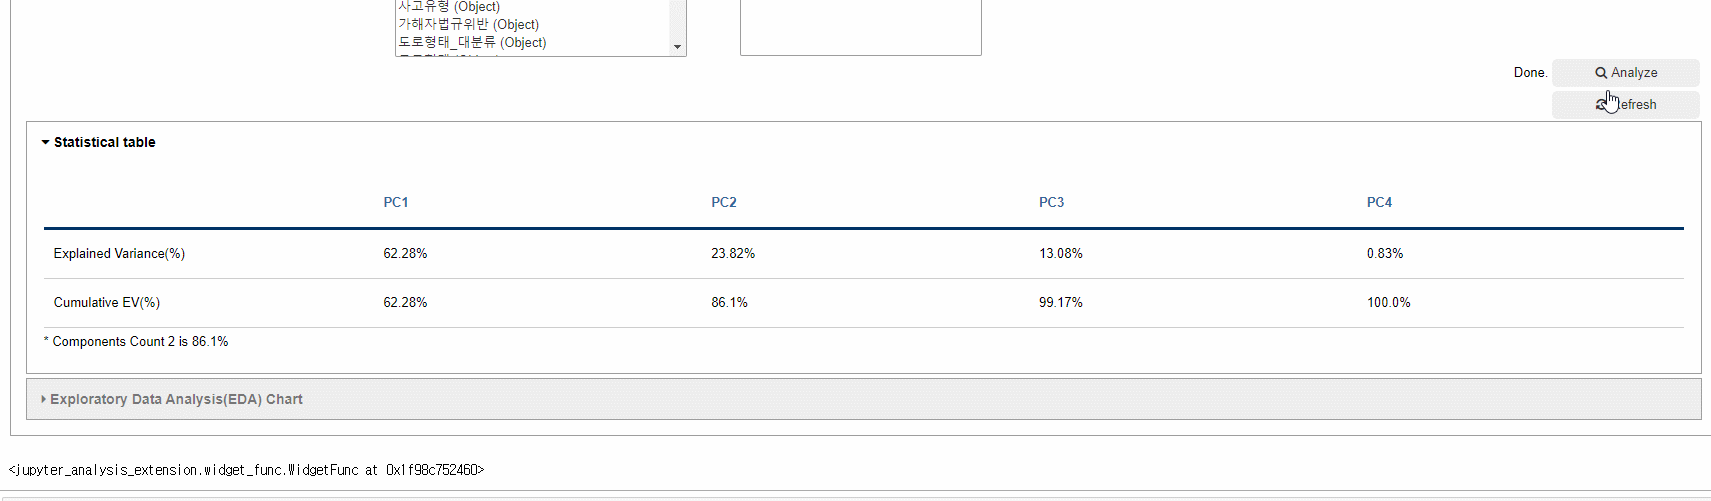 사고유형 (Object)
가해자법규위반 (Object)
도로형태_대분류 (Object)
Done.
Analyze
Refresh
Statistical table
PC1 PC2 PC3 PC4
Explained Variance(%) 62.28% 23.82% 13.08% 0.83%
Cumulative EV(%) 62.28% 86.1% 99.17% 100.0%
* Components Count 2 is 86.1%
Exploratory Data Analysis(EDA) Chart
<jupyter_analysis_extension.widget_func.WidgetFunc at 0x1f98c752460>